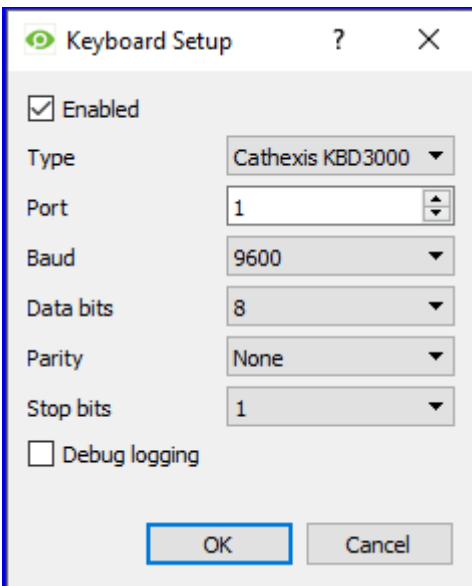 Keyboard Setup ?
Enabled
Type Cathexis KBD3000
Port 1
Baud 9600
Data bits 8
Parity None
Stop bits 1
Debug logging
OK Cancel